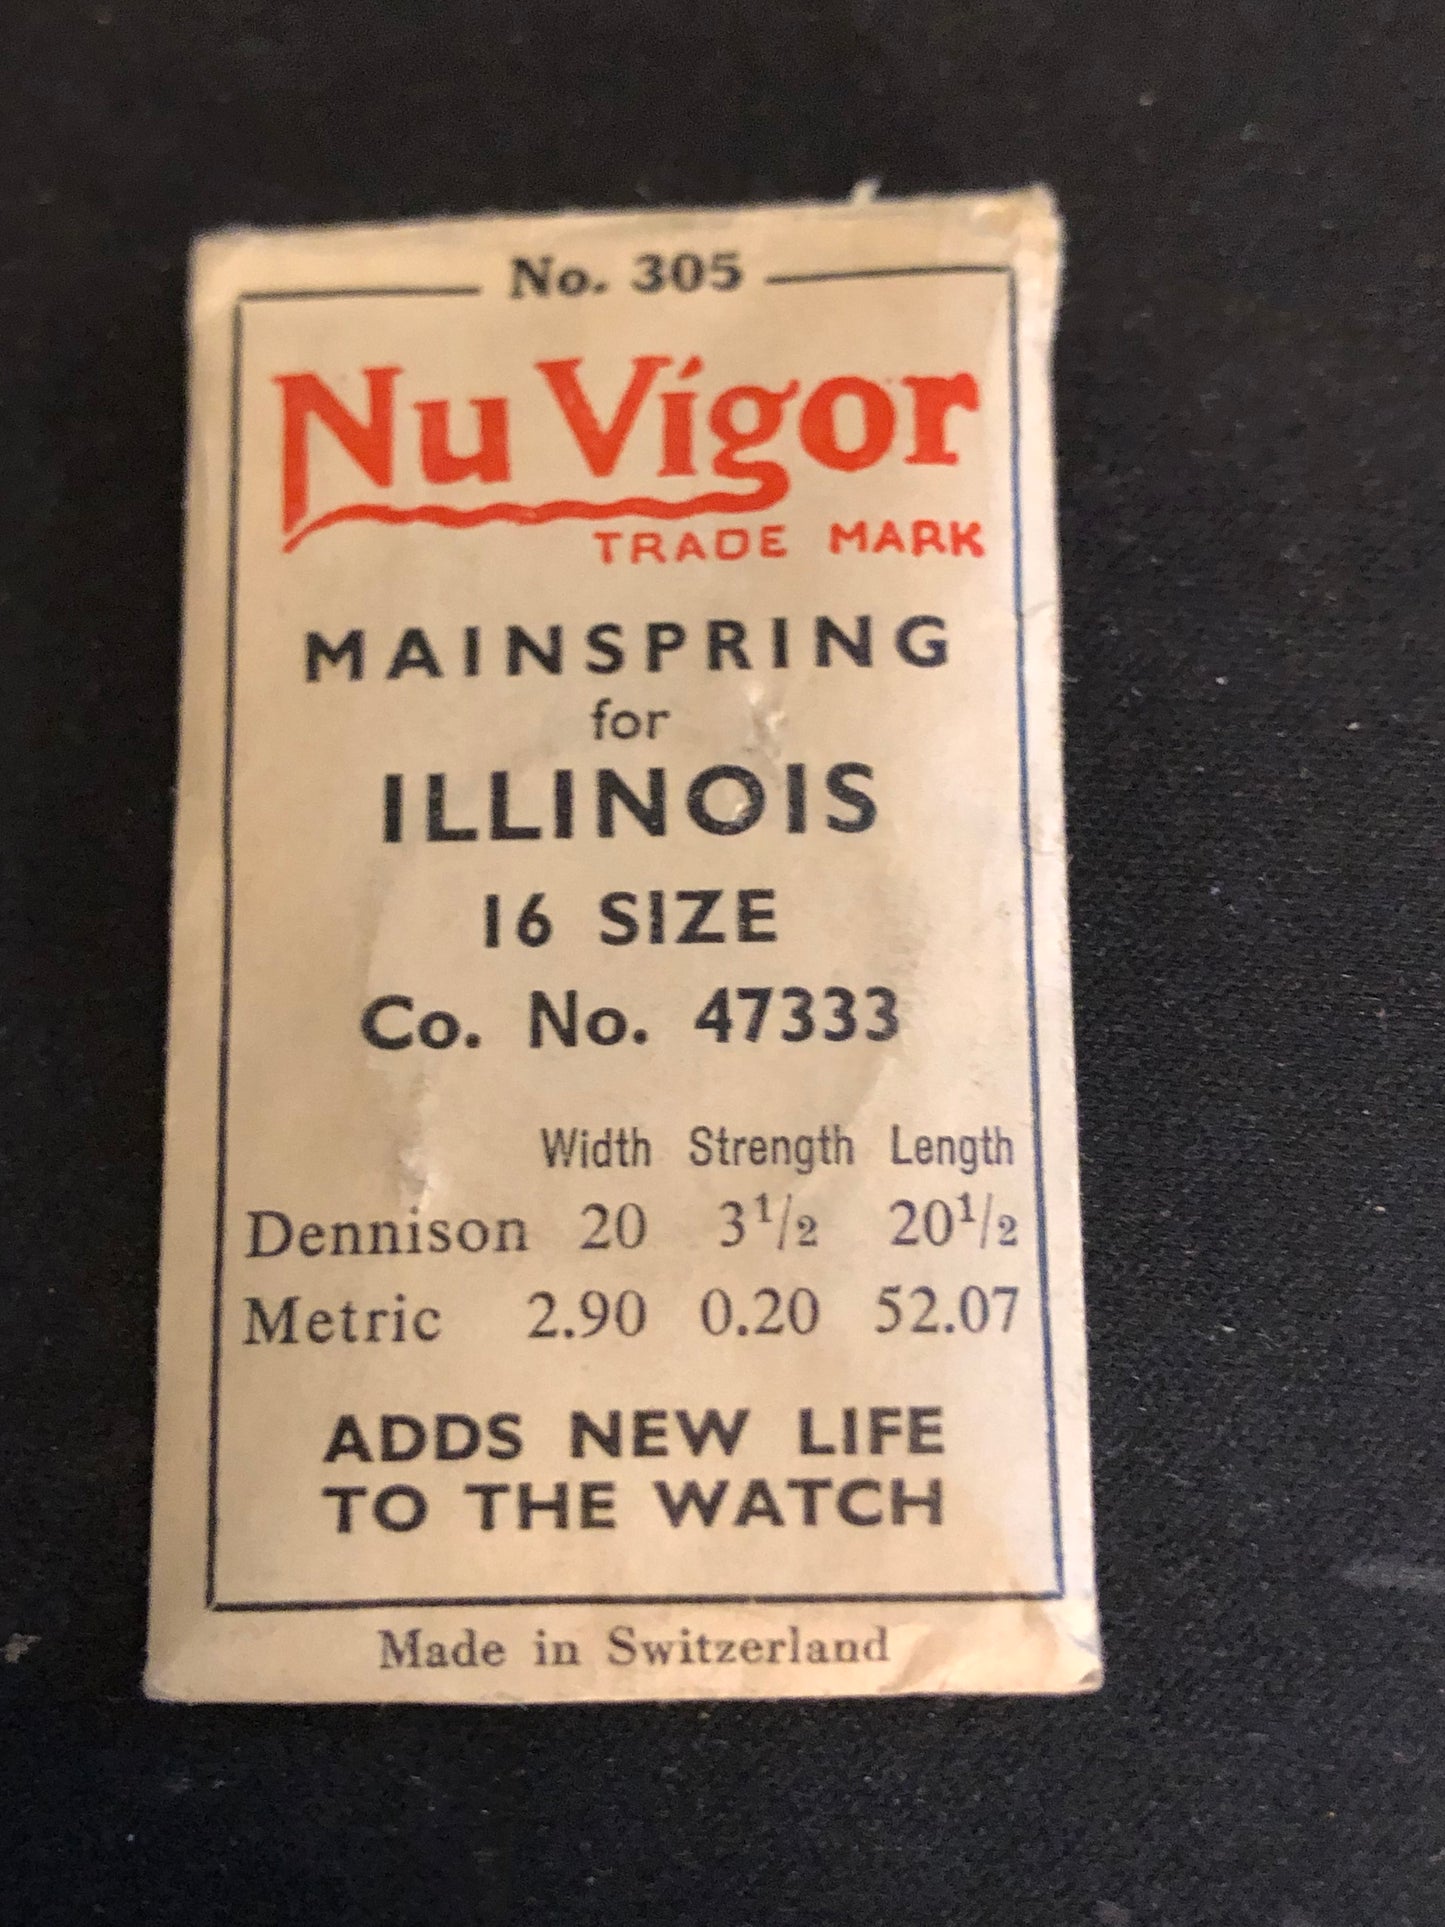 No. 305
Nu Vigor
TRADE MARK
MAINSPRING
for
ILLINOIS
16 SIZE
Co. No. 47333
Width Strength Length
Dennison 20 3 1/2 20 1/2
Metric 2.90 0.20 52.07
ADDS NEW LIFE
TO THE WATCH
Made in Switzerland